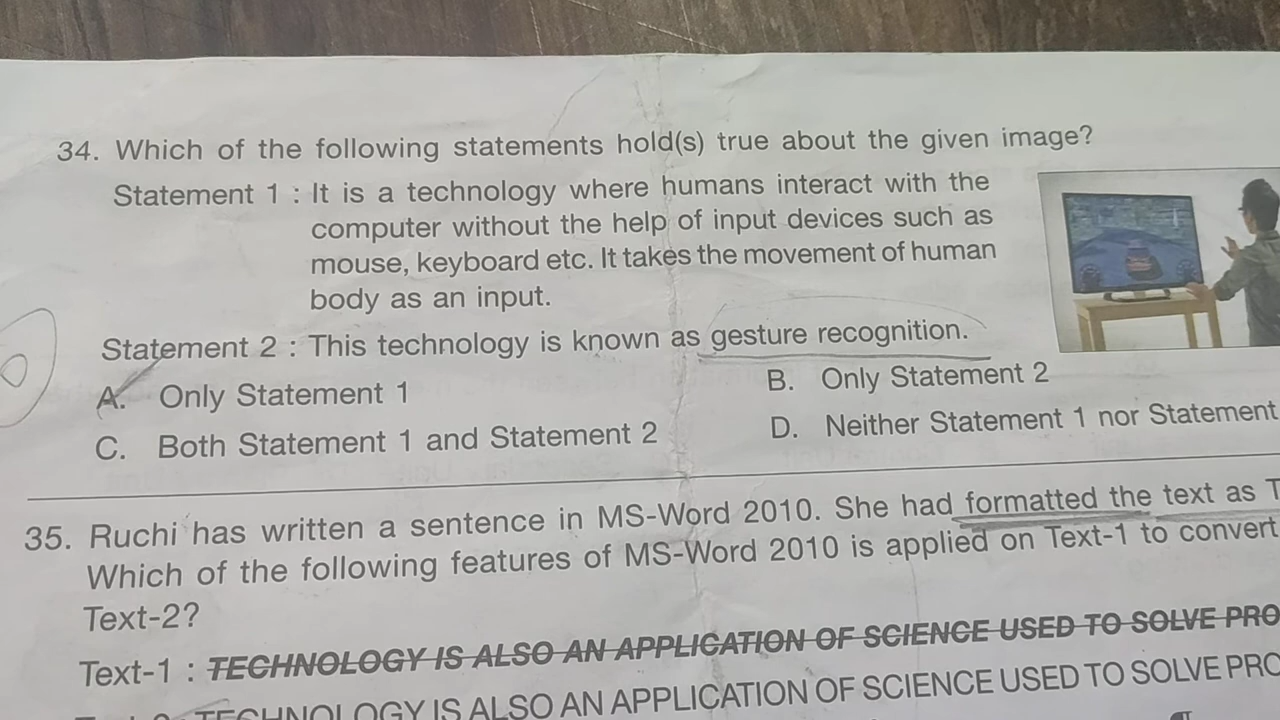 34. Which of the following statements hold(s) true about the given image?
Statement 1 : It is a technology where humans interact with the
computer without the help of input devices such as
mouse, keyboard etc. It takes the movement of human
body as an input.
Statement 2 : This technology is known as gesture recognition.
A. Only Statement 1
B. Only Statement 2
C. Both Statement 1 and Statement 2
D. Neither Statement 1 nor Statement
35. Ruchi has written a sentence in MS-Word 2010. She had formatted the text as T
Which of the following features of MS-Word 2010 is applied on Text-1 to convert
Text-2?
Text-1 : TECHNOLOGY IS ALSO AN APPLICATION OF SCIENCE USED TO SOLVE PRO
TECHNOLOGY IS ALSO AN APPLICATION OF SCIENCE USED TO SOLVE PRO